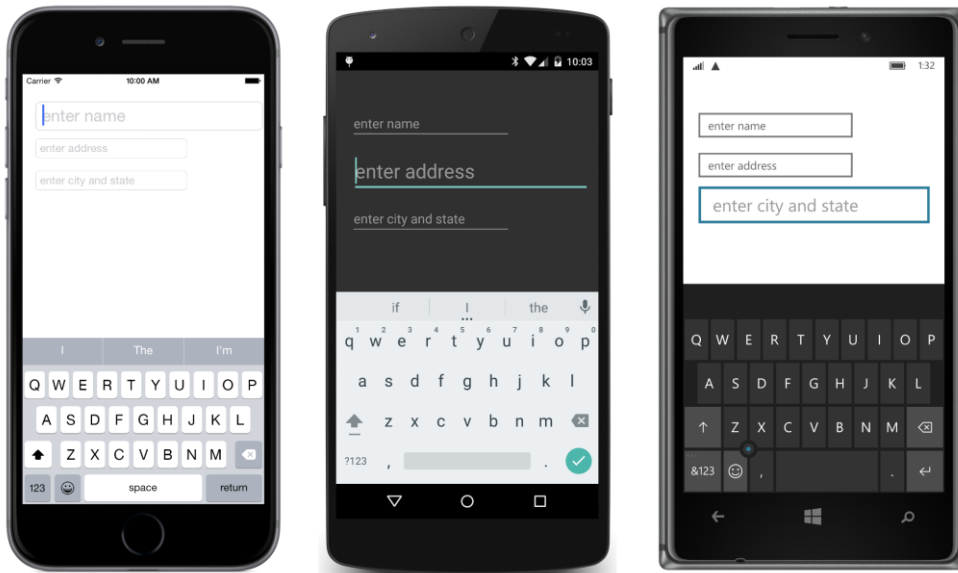 Carrier 10:00 AM
enter name
enter address
enter city and state
I The I'm
Q W E R T Y U I O P
A S D F G H J K L
Z X C V B N M
123 space return
10:03
enter name
enter address
enter city and state
if I the
1 2 3 4 5 6 7 8 9 0
q w e r t y u i o p
a s d f g h j k l
z x c v b n m
?123 , .
1:32
enter name
enter address
enter city and state
Q W E R T Y U I O P
A S D F G H J K L
Z X C V B N M
&123 , .